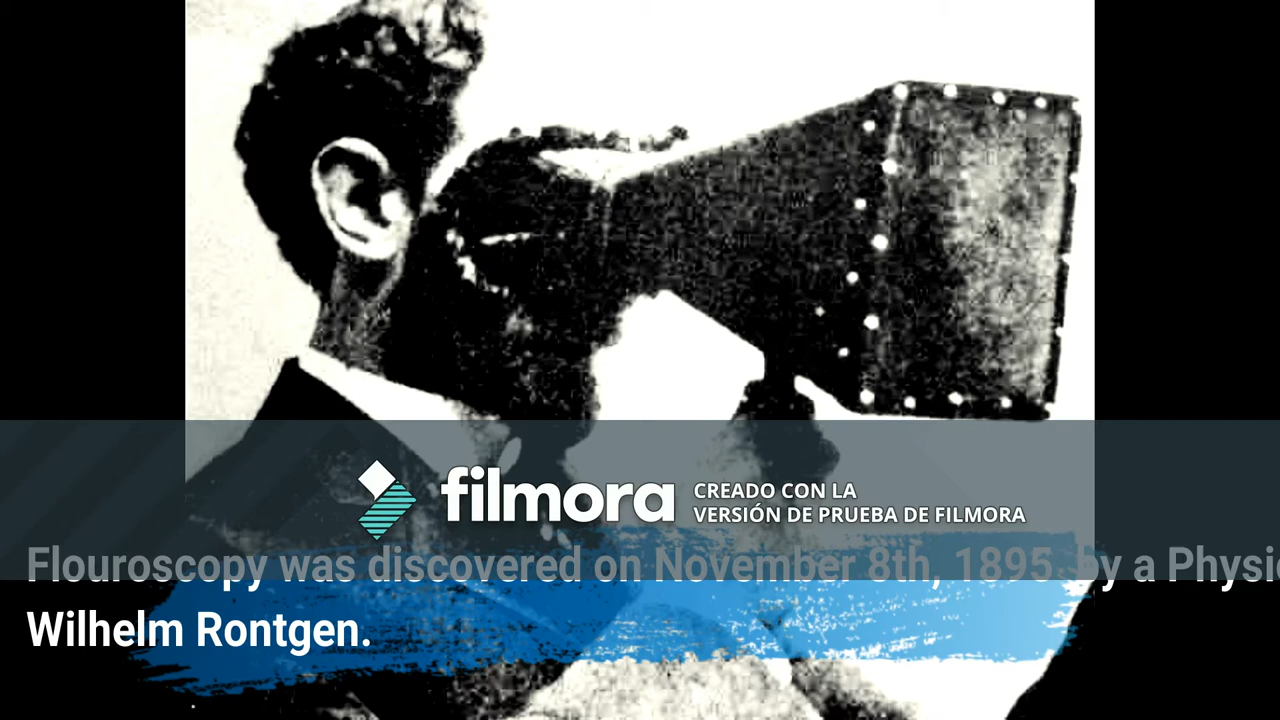 filmora
CREADO CON LA
VERSIÓN DE PRUEBA DE FILMORA
Flouroscopy was discovered on November 8th, 1895 by a
Wilhelm Rontgen.